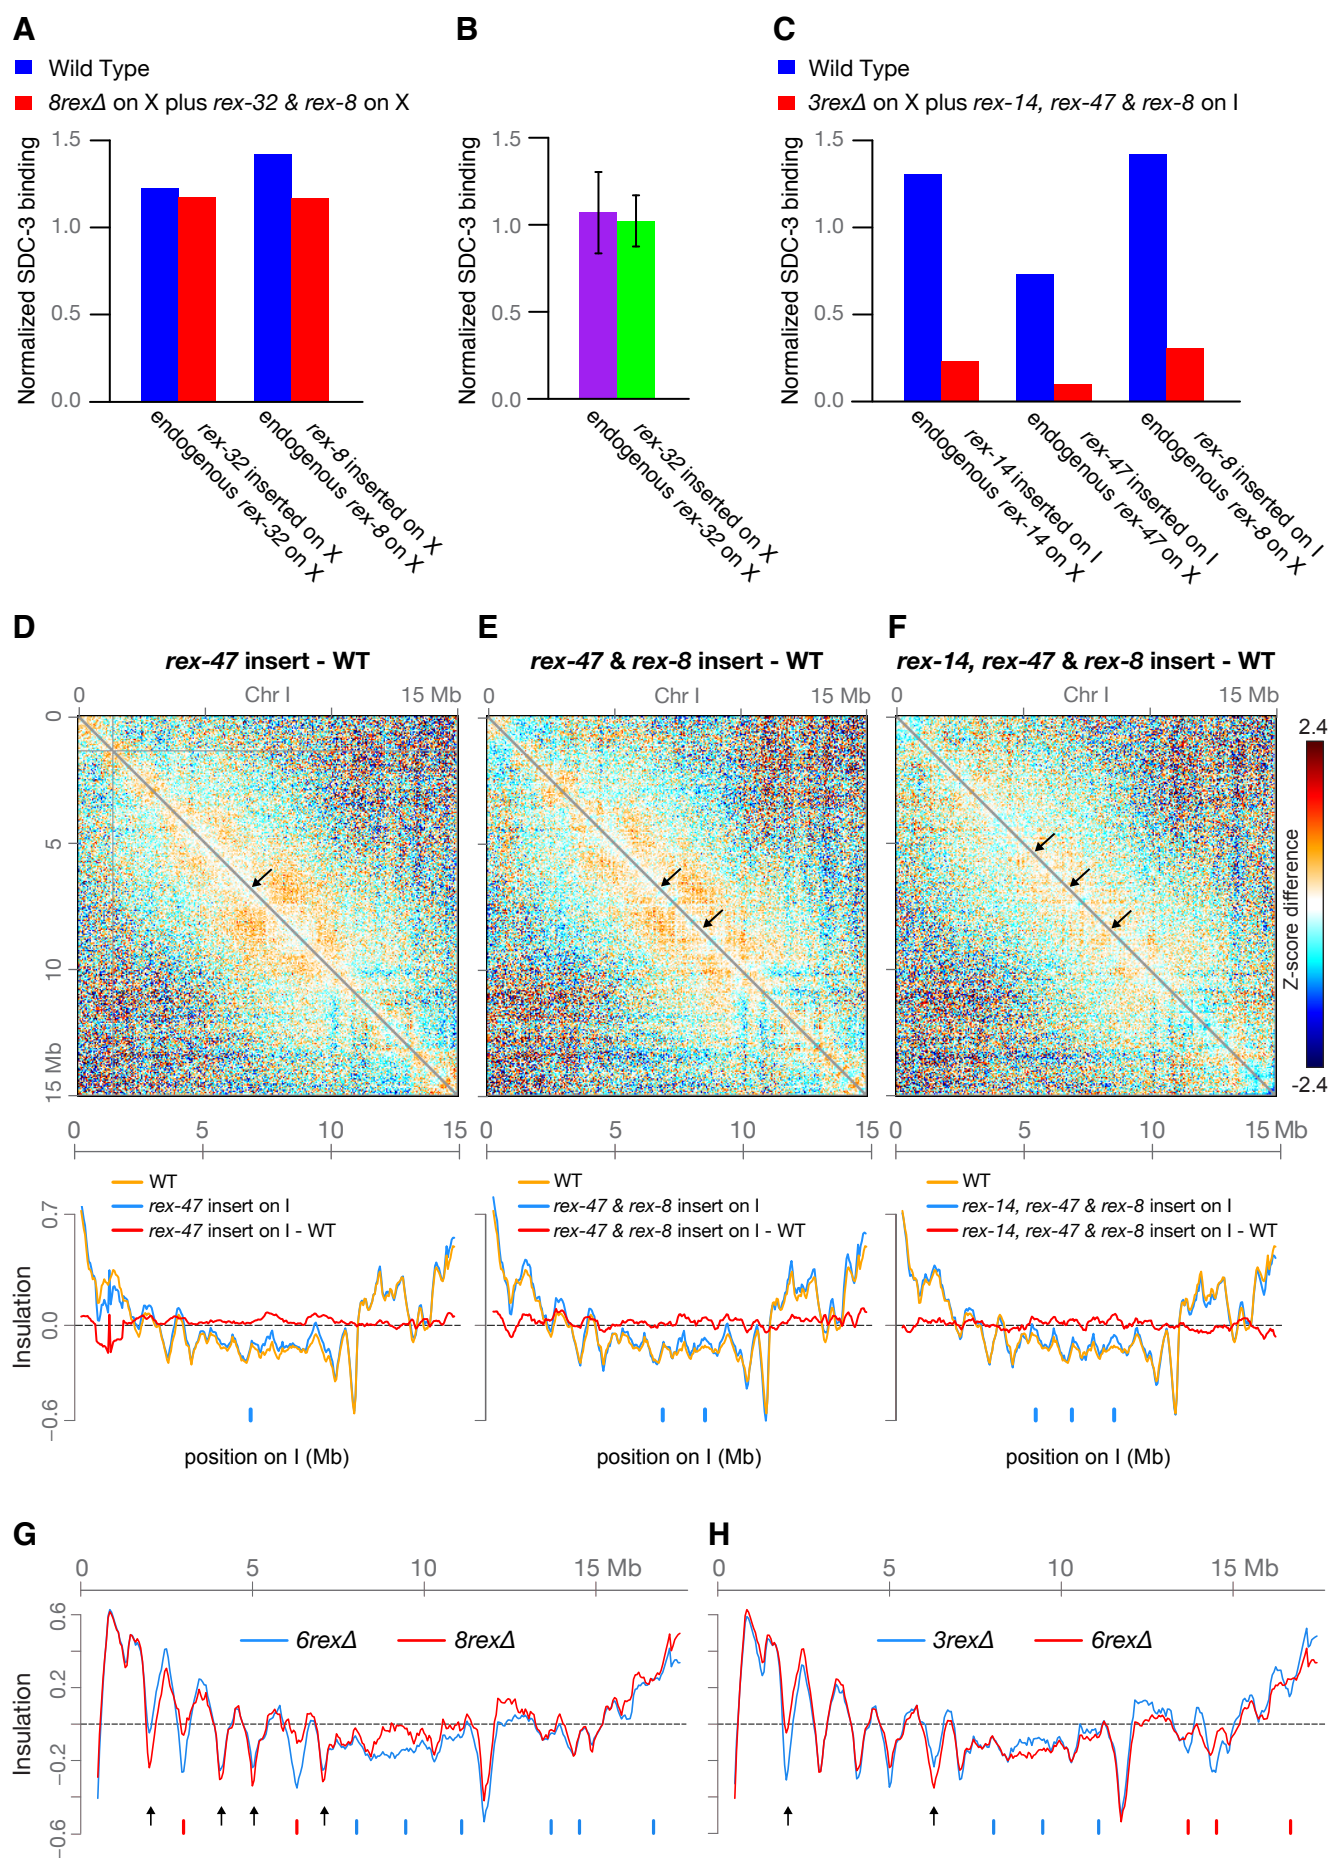 A
Wild Type
8rexΔ on X plus rex-32 & rex-8 on X
Normalized SDC-3 binding
1.5
1.0
0.5
0.0
rex-32 inserted on X
endogenous rex-32 on X
rex-8 inserted on X
endogenous rex-8 on X
B
Normalized SDC-3 binding
1.5
1.0
0.5
0.0
rex-32 inserted on X
endogenous rex-32 on X
C
Wild Type
3rexΔ on X plus rex-14, rex-47 & rex-8 on I
Normalized SDC-3 binding
1.5
1.0
0.5
0.0
rex-14 inserted on I
endogenous rex-14 on X
rex-47 inserted on I
endogenous rex-47 on X
rex-8 inserted on I
endogenous rex-8 on X
D
rex-47 insert - WT
0 Chr I 15 Mb
0
5
10
15 Mb
0 5 10 15
WT
rex-47 insert on I
rex-47 insert on I - WT
Insulation
0.7
0.0
−0.6
position on I (Mb)
E
rex-47 & rex-8 insert - WT
0 Chr I 15 Mb
0 5 10 15
WT
rex-47 & rex-8 insert on I
rex-47 & rex-8 insert on I - WT
position on I (Mb)
F
rex-14, rex-47 & rex-8 insert - WT
0 Chr I 15 Mb
2.4
Z-score difference
-2.4
0 5 10 15 Mb
WT
rex-14, rex-47 & rex-8 insert on I
rex-14, rex-47 & rex-8 insert on I - WT
position on I (Mb)
G
0 5 10 15 Mb
6rexΔ 8rexΔ
Insulation
0.6
0.2
−0.2
−0.6
H
0 5 10 15 Mb
3rexΔ 6rexΔ